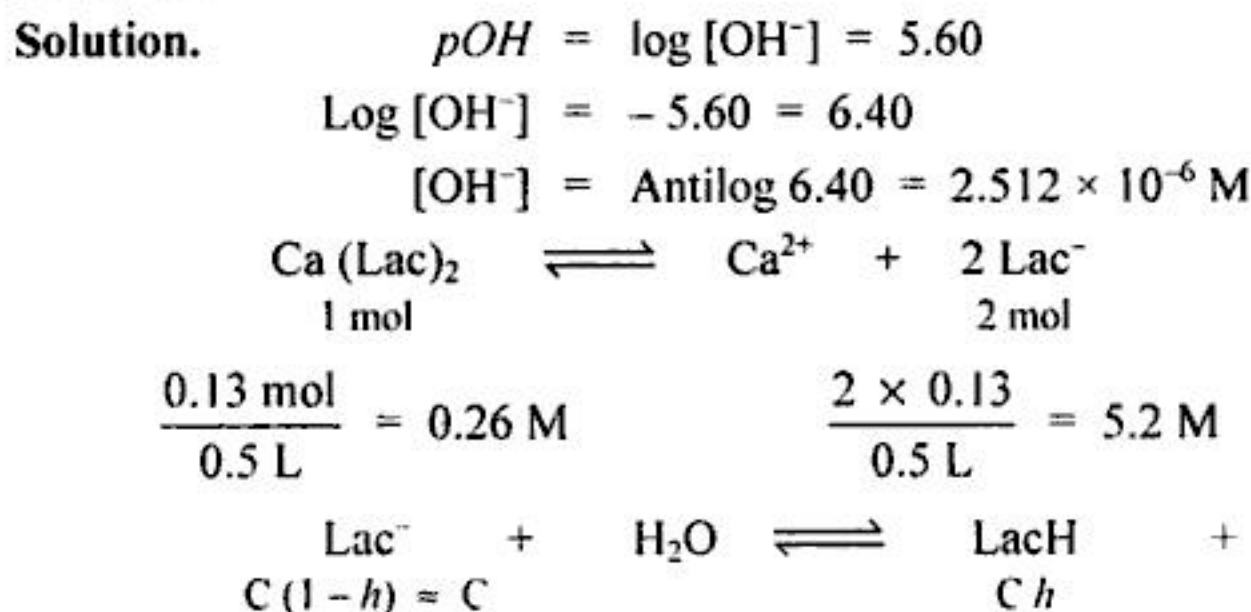 Solution. pOH = log [OH⁻] = 5.60
Log [OH⁻] = – 5.60 = 6.40
[OH⁻] = Antilog 6.40 = 2.512 × 10⁻⁶ M
Ca (Lac)₂ ⇌ Ca²⁺ + 2 Lac⁻
1 mol 2 mol
0.13 mol / 0.5 L = 0.26 M 2 × 0.13 / 0.5 L = 5.2 M
Lac⁻ + H₂O ⇌ LacH +
C (1 – h) ≈ C C h